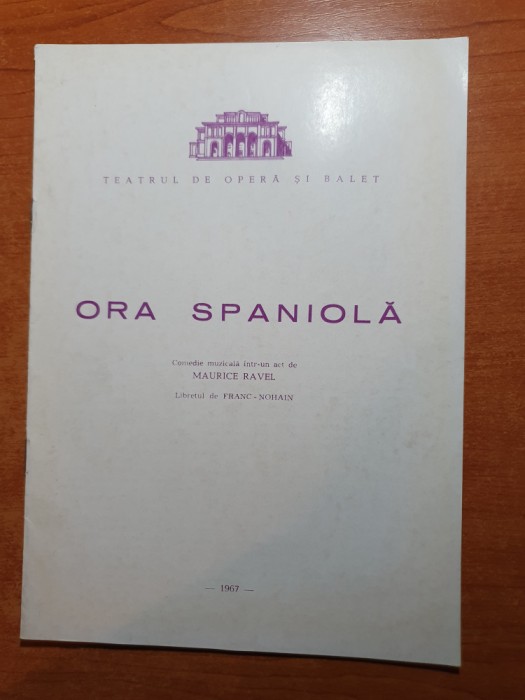 TEATRUL DE OPERĂ ȘI BALET
ORA SPANIOLĂ
Comedie muzicală într-un act de
MAURICE RAVEL
Libretul de FRANC-NOHAIN
— 1967 —